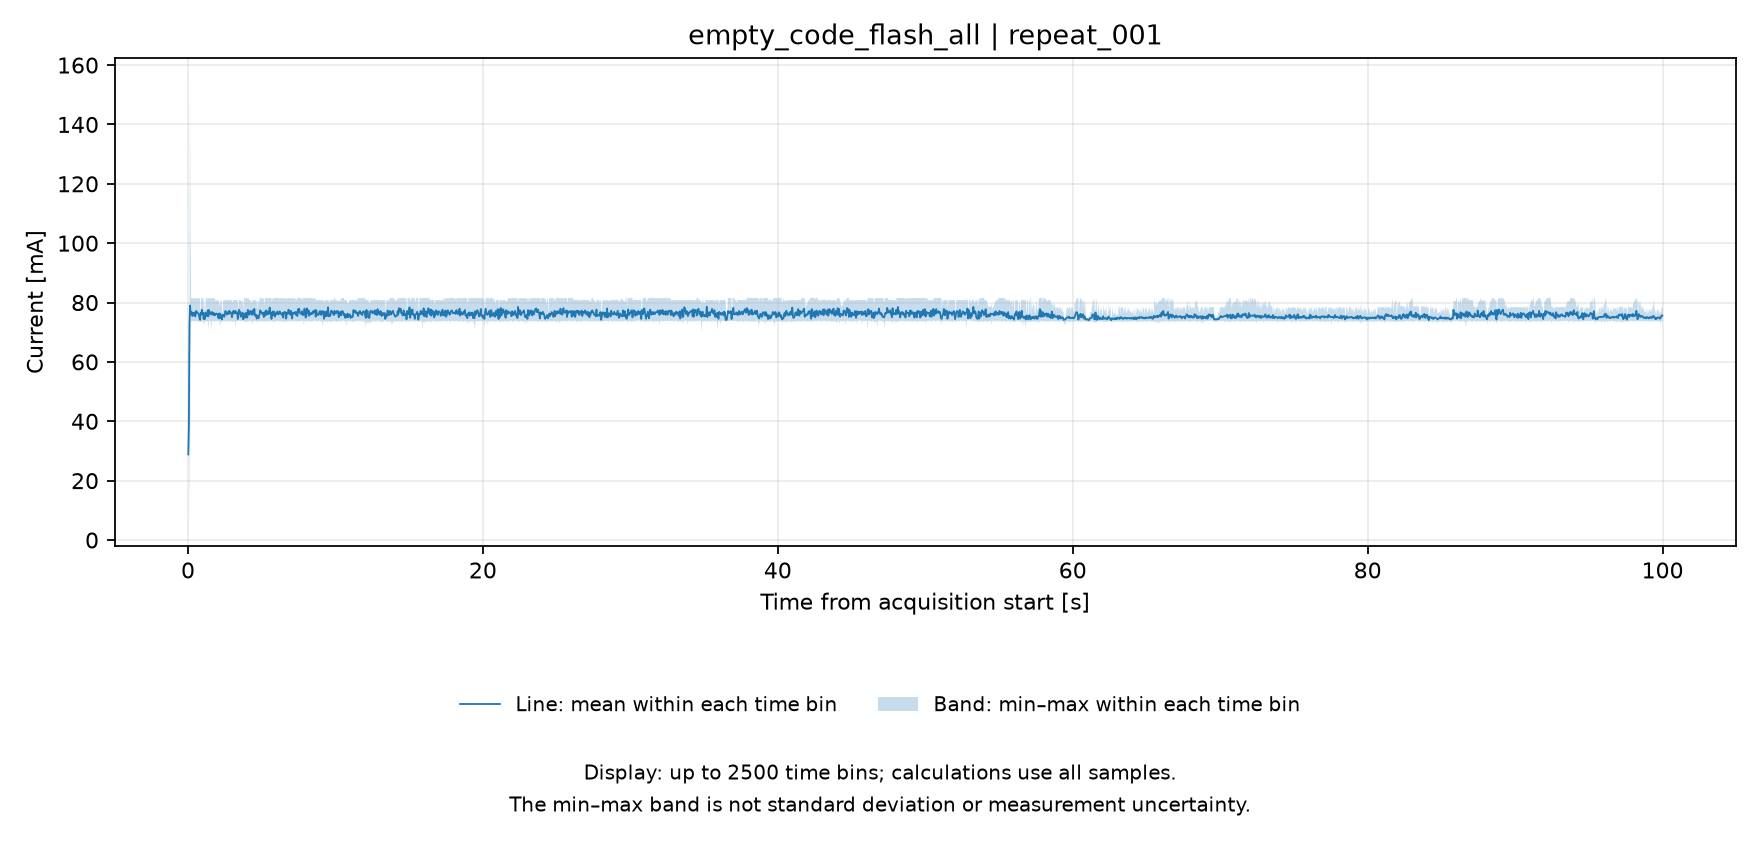 empty_code_flash_all | repeat_001
160
140
120
100
80
60
40
20
0
Current [mA]
0 20 40 60 80 100
Time from acquisition start [s]
Line: mean within each time bin Band: min–max within each time bin
Display: up to 2500 time bins; calculations use all samples.
The min–max band is not standard deviation or measurement uncertainty.